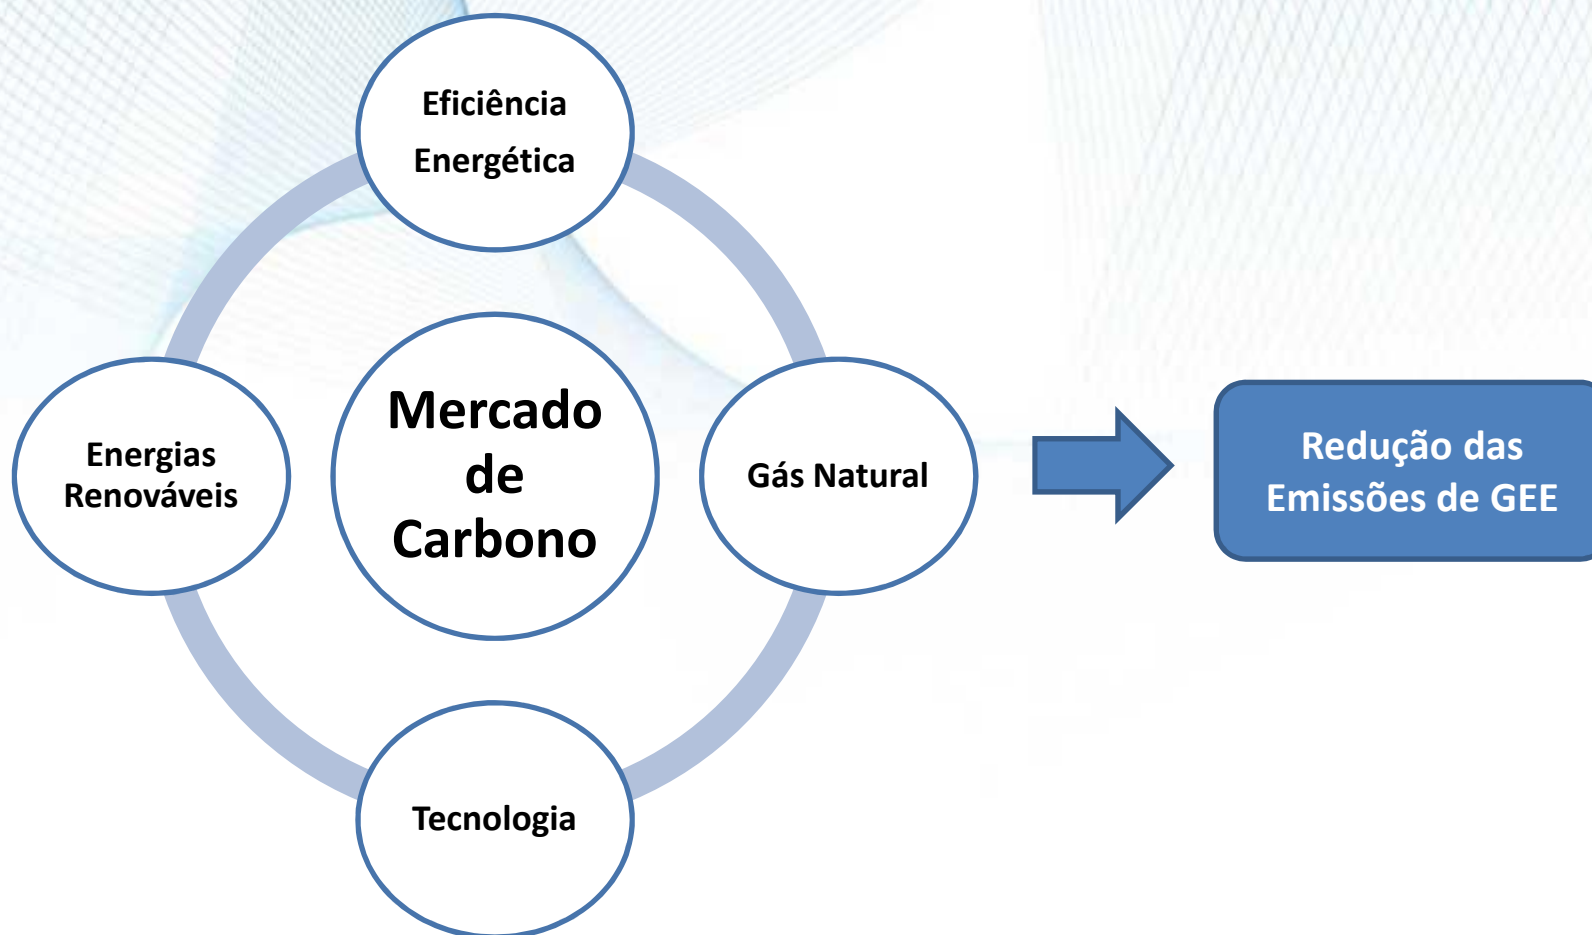 Eficiência
Energética
Mercado
de
Carbono
Energias
Renováveis
Gás Natural
Redução das
Emissões de GEE
Tecnologia